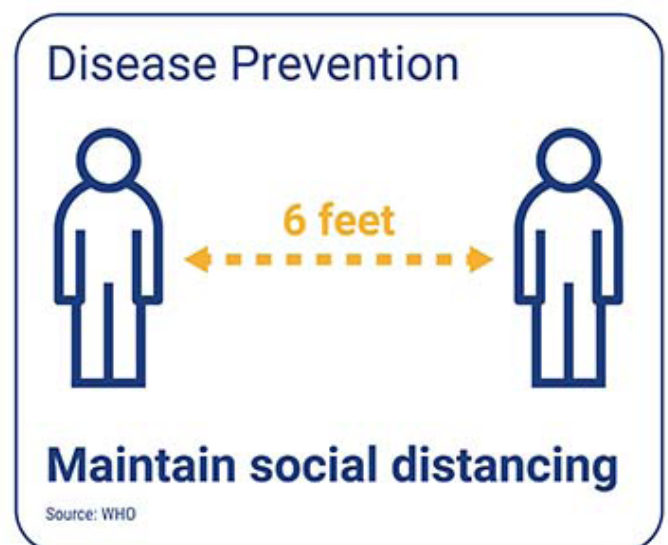 Disease Prevention
6 feet
Maintain social distancing
Source: WHO